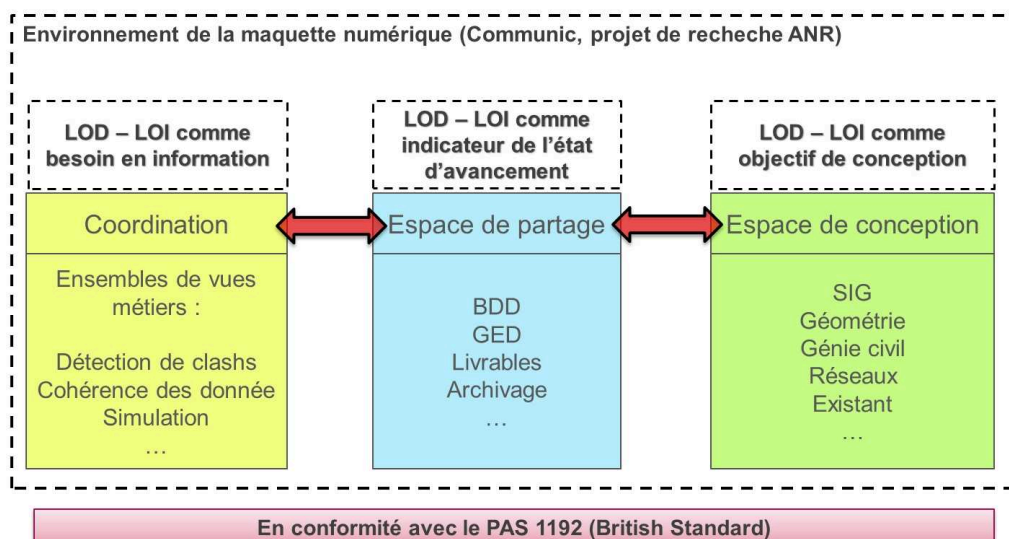 Environnement de la maquette numérique (Communic, projet de recheche ANR)
LOD – LOI comme
besoin en information
Coordination
Ensembles de vues
métiers :
Détection de clashs
Cohérence des donnée
Simulation
…
LOD – LOI comme
indicateur de l’état
d’avancement
Espace de partage
BDD
GED
Livrables
Archivage
…
LOD – LOI comme
objectif de conception
Espace de conception
SIG
Géométrie
Génie civil
Réseaux
Existant
…
En conformité avec le PAS 1192 (British Standard)